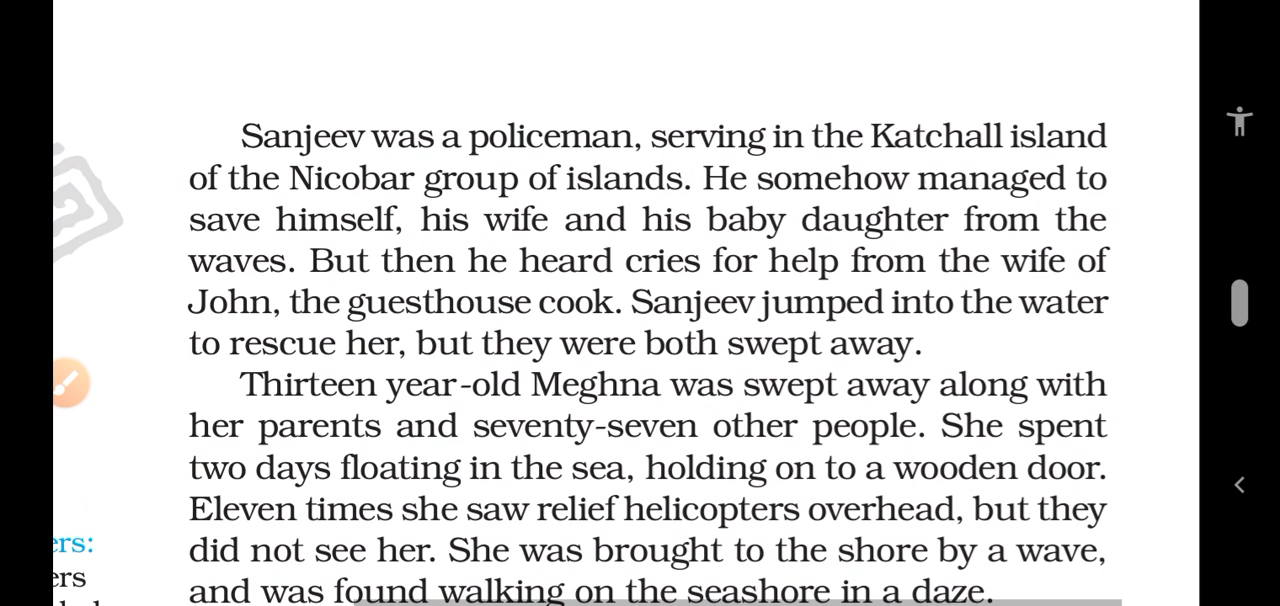 Sanjeev was a policeman, serving in the Katchall island
of the Nicobar group of islands. He somehow managed to
save himself, his wife and his baby daughter from the
waves. But then he heard cries for help from the wife of
John, the guesthouse cook. Sanjeev jumped into the water
to rescue her, but they were both swept away.
Thirteen year-old Meghna was swept away along with
her parents and seventy-seven other people. She spent
two days floating in the sea, holding on to a wooden door.
Eleven times she saw relief helicopters overhead, but they
did not see her. She was brought to the shore by a wave,
and was found walking on the seashore in a daze.
ers:
ers